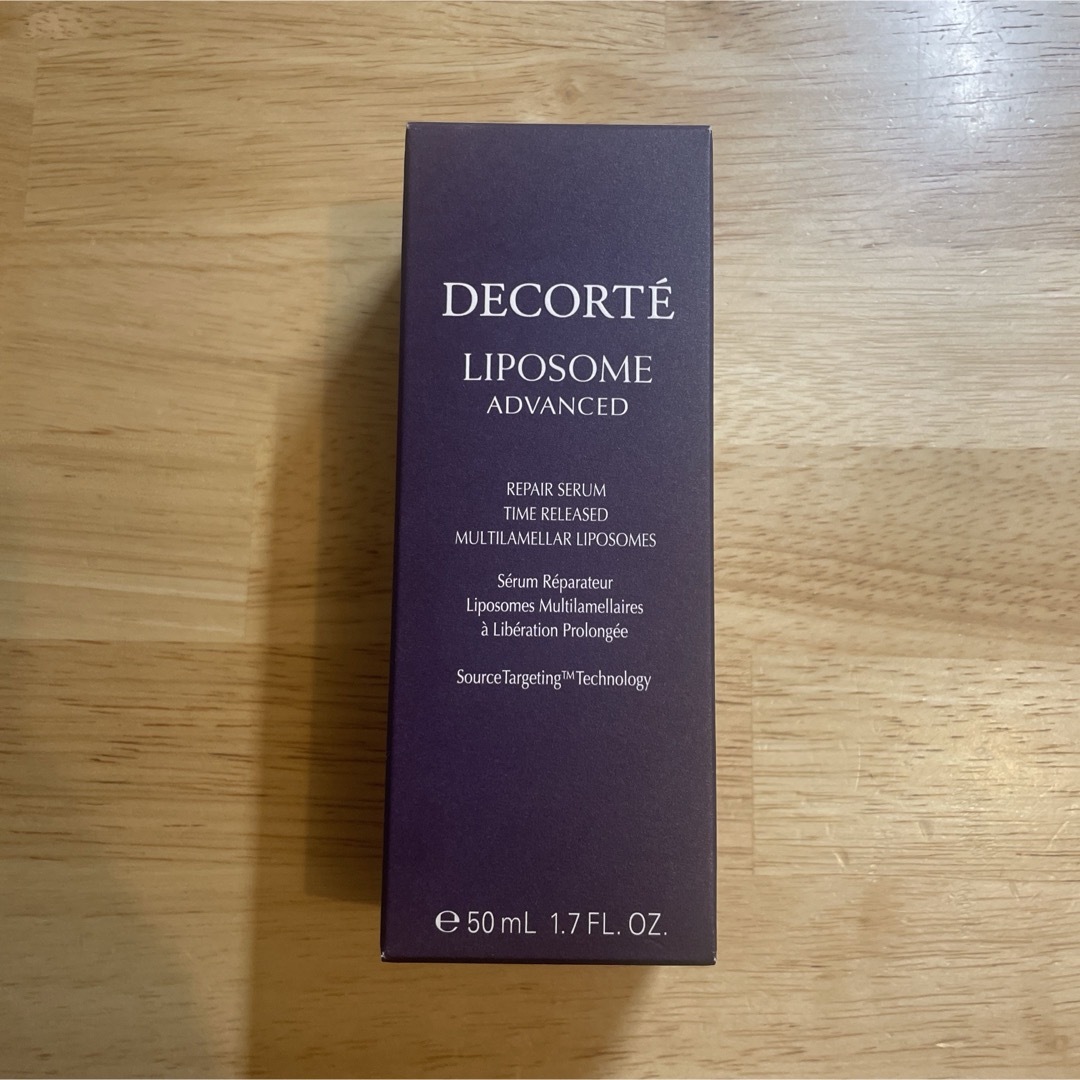 DECORTÉ
LIPOSOME
ADVANCED
REPAIR SERUM
TIME RELEASED
MULTILAMELLAR LIPOSOMES
Sérum Réparateur
Liposomes Multilamellaires
à Libération Prolongée
SourceTargeting™Technology
℮ 50 mL 1.7 FL. OZ.